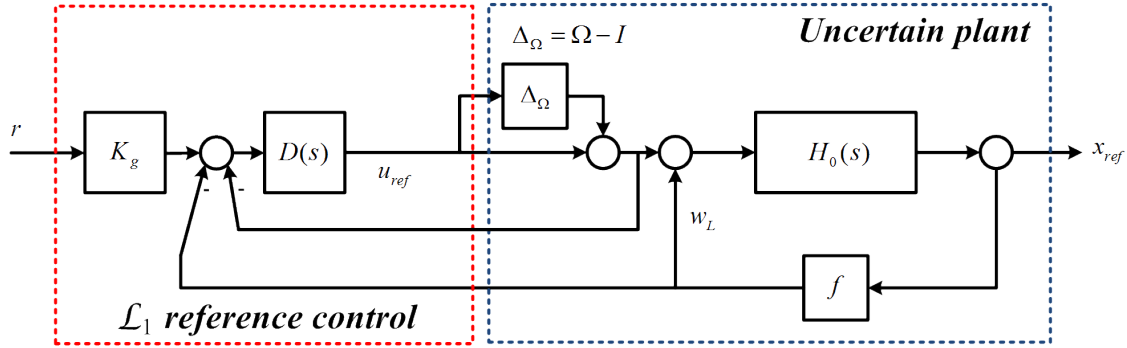 Δ_Ω = Ω − I
Uncertain plant
r
K_g
D(s)
u_ref
Δ_Ω
H_0(s)
x_ref
-
-
w_L
f
ℒ_1 reference control